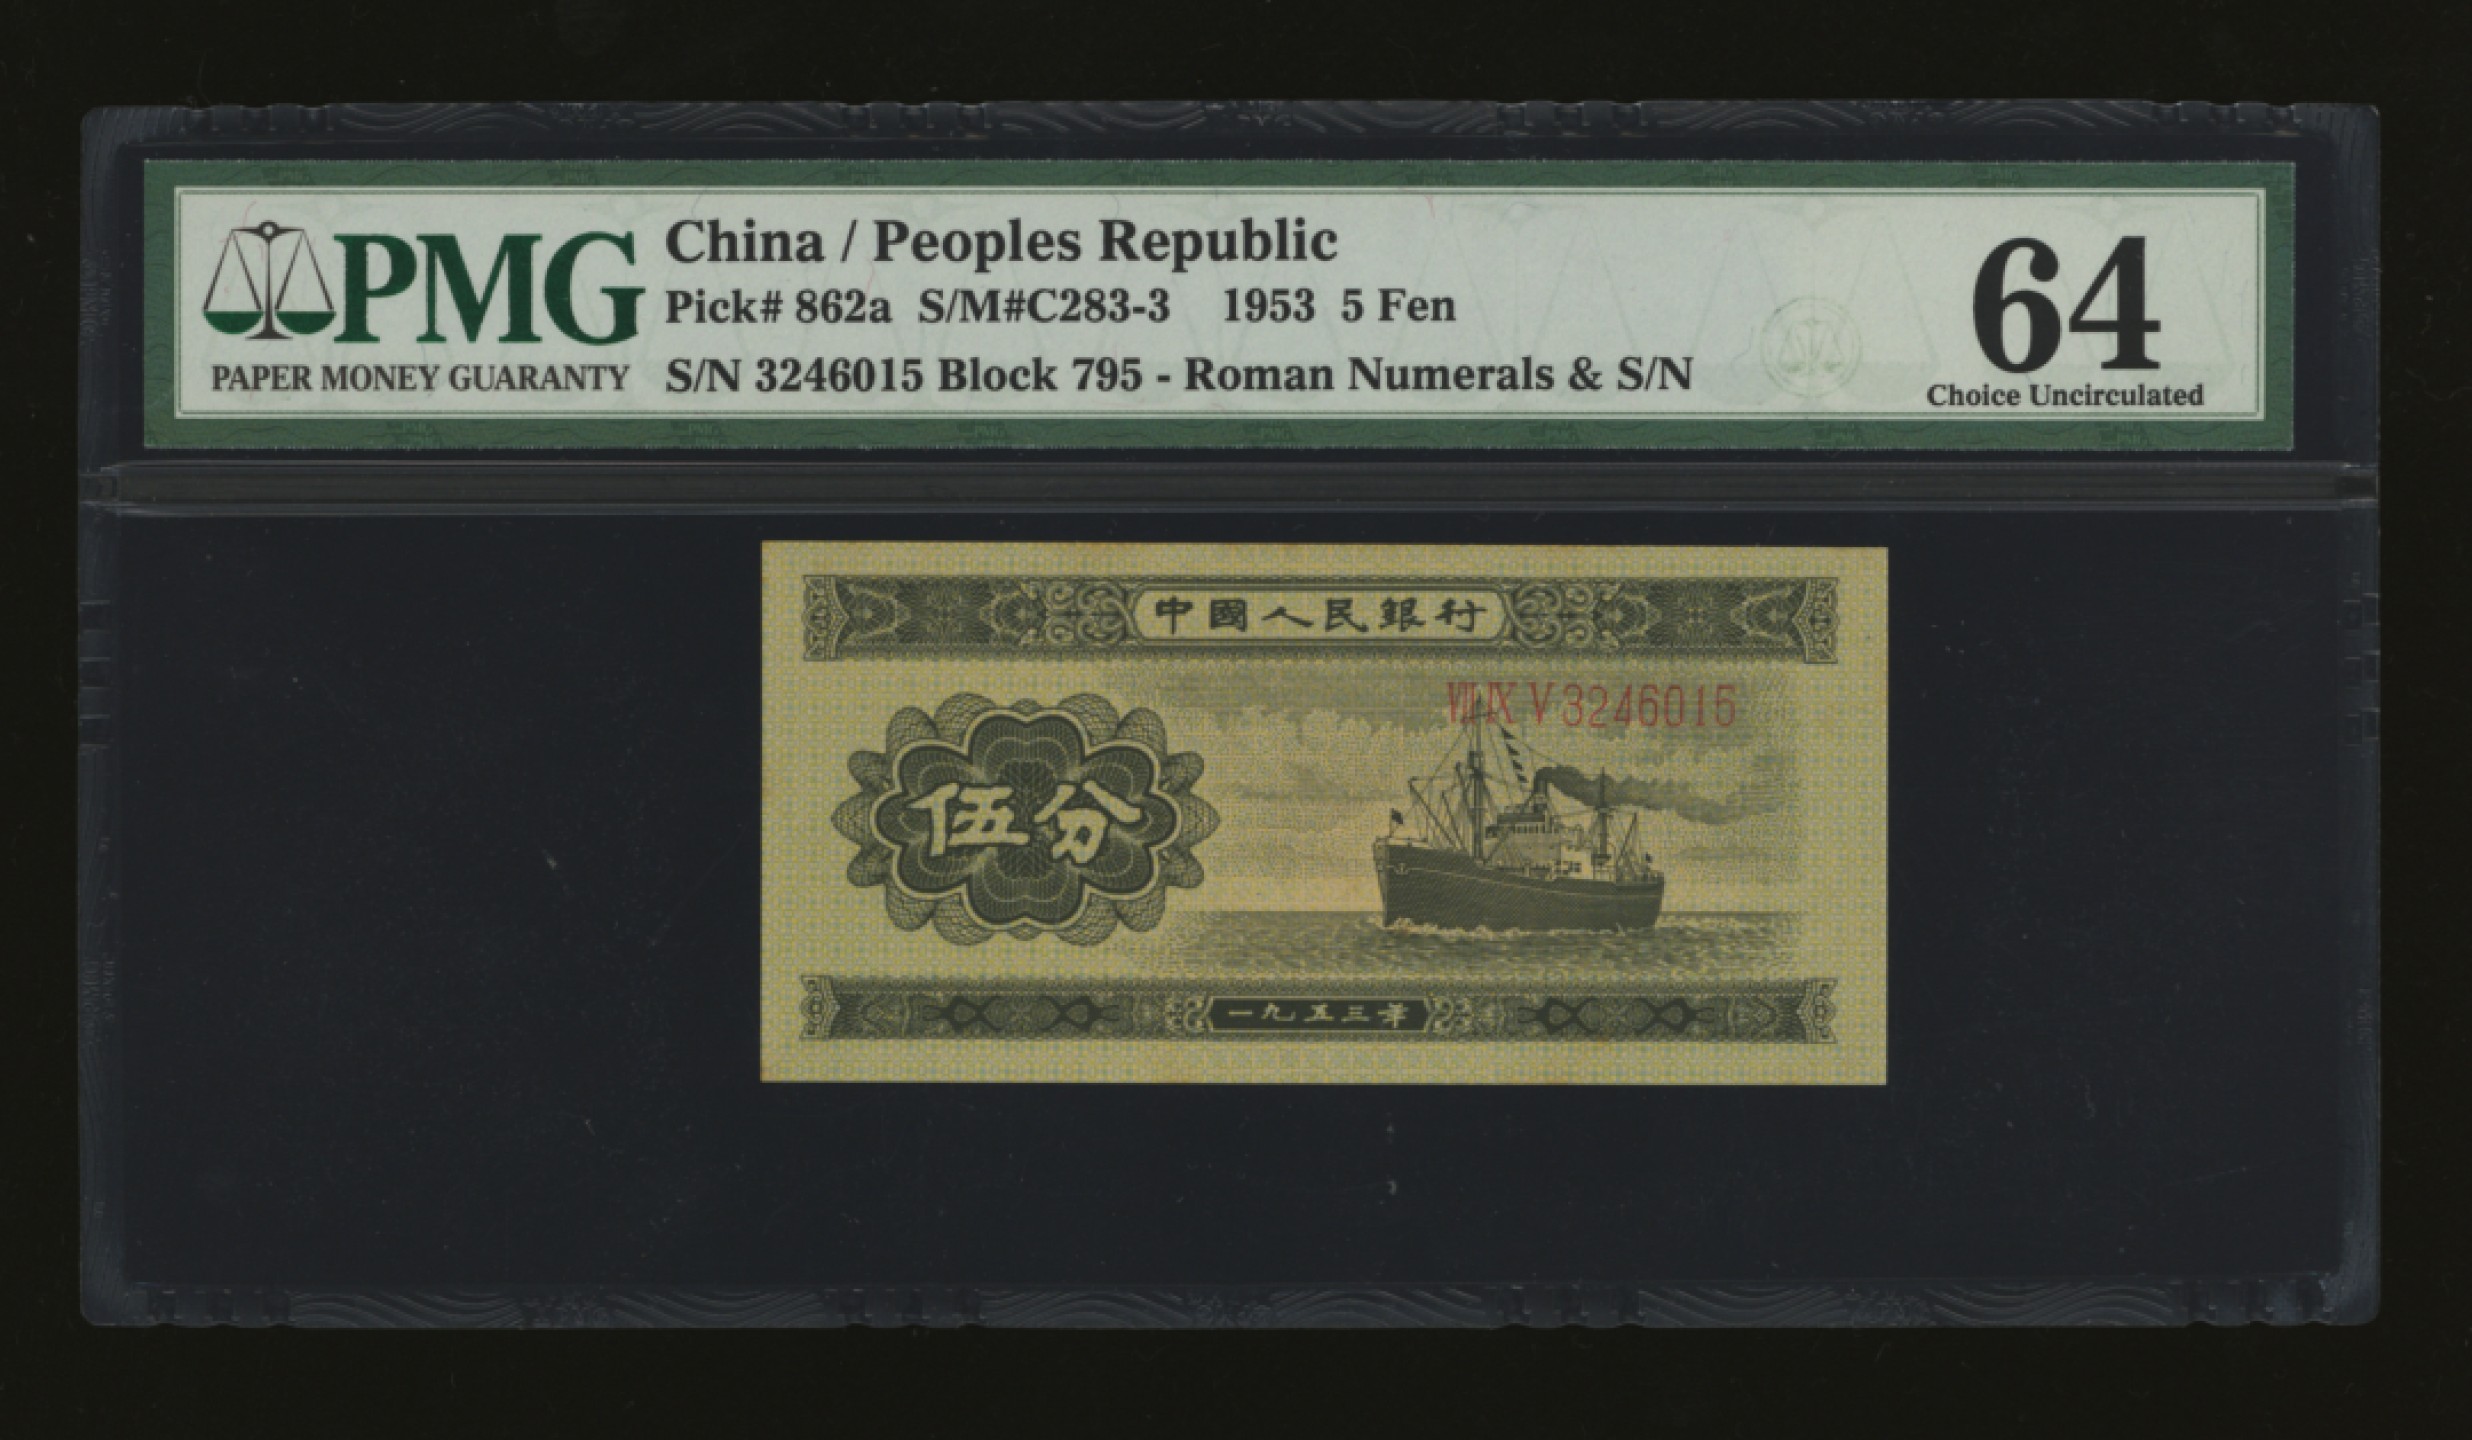 PMG
PAPER MONEY GUARANTY
China / Peoples Republic
Pick# 862a S/M#C283-3 1953 5 Fen
S/N 3246015 Block 795 - Roman Numerals & S/N
64
Choice Uncirculated
中國人民銀行
VII IX V 3246015
伍分
一九五三年